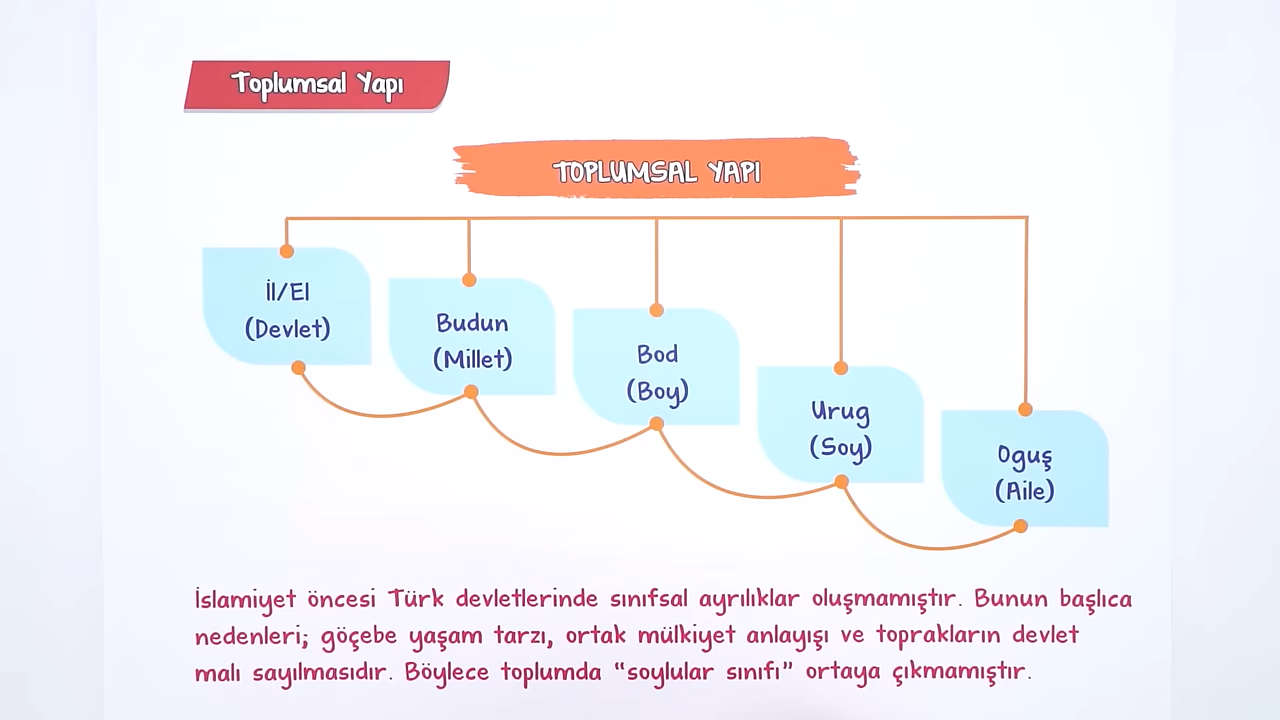 Toplumsal Yapı
TOPLUMSAL YAPI
İl/El
(Devlet)
Budun
(Millet)
Bod
(Boy)
Urug
(Soy)
Oguş
(Aile)
İslamiyet öncesi Türk devletlerinde sınıfsal ayrılıklar oluşmamıştır. Bunun başlıca
nedenleri; göçebe yaşam tarzı, ortak mülkiyet anlayışı ve toprakların devlet
malı sayılmasıdır. Böylece toplumda “soylular sınıfı” ortaya çıkmamıştır.